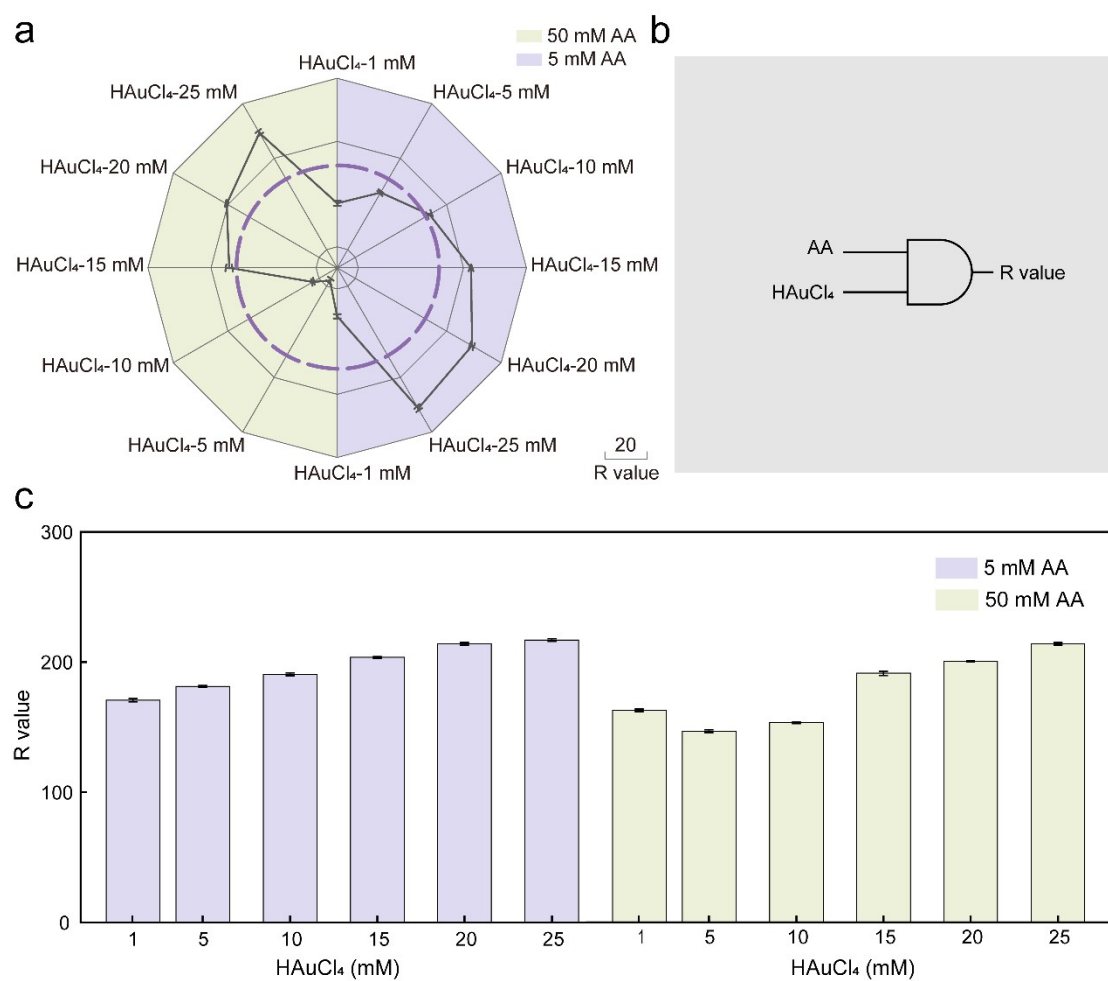 a
50 mM AA
5 mM AA
HAuCl₄-1 mM
HAuCl₄-5 mM
HAuCl₄-10 mM
HAuCl₄-15 mM
HAuCl₄-20 mM
HAuCl₄-25 mM
HAuCl₄-1 mM
HAuCl₄-5 mM
HAuCl₄-10 mM
HAuCl₄-15 mM
HAuCl₄-20 mM
HAuCl₄-25 mM
20
R value
b
AA
HAuCl₄
R value
c
R value
300
200
100
0
5 mM AA
50 mM AA
1 5 10 15 20 25 1 5 10 15 20 25
HAuCl₄ (mM) HAuCl₄ (mM)